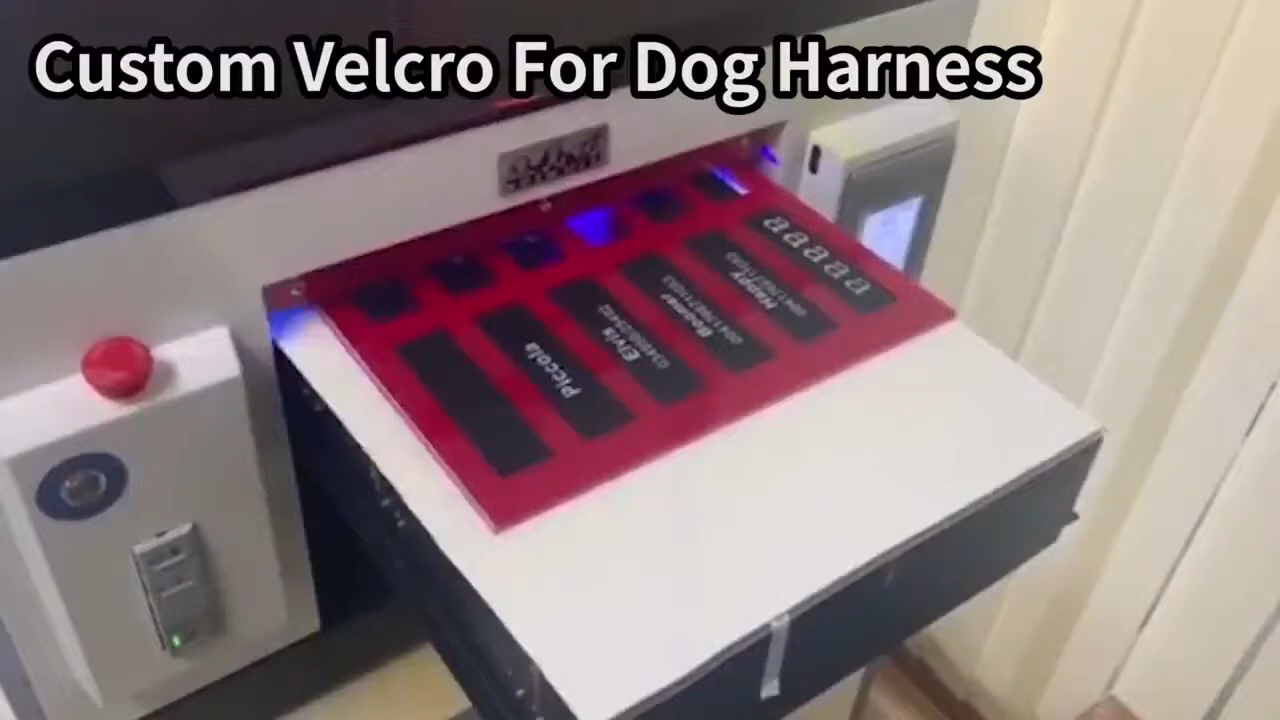 Custom Velcro For Dog Harness
aaaaa
Happy
Boomer
Elvis
Piccola